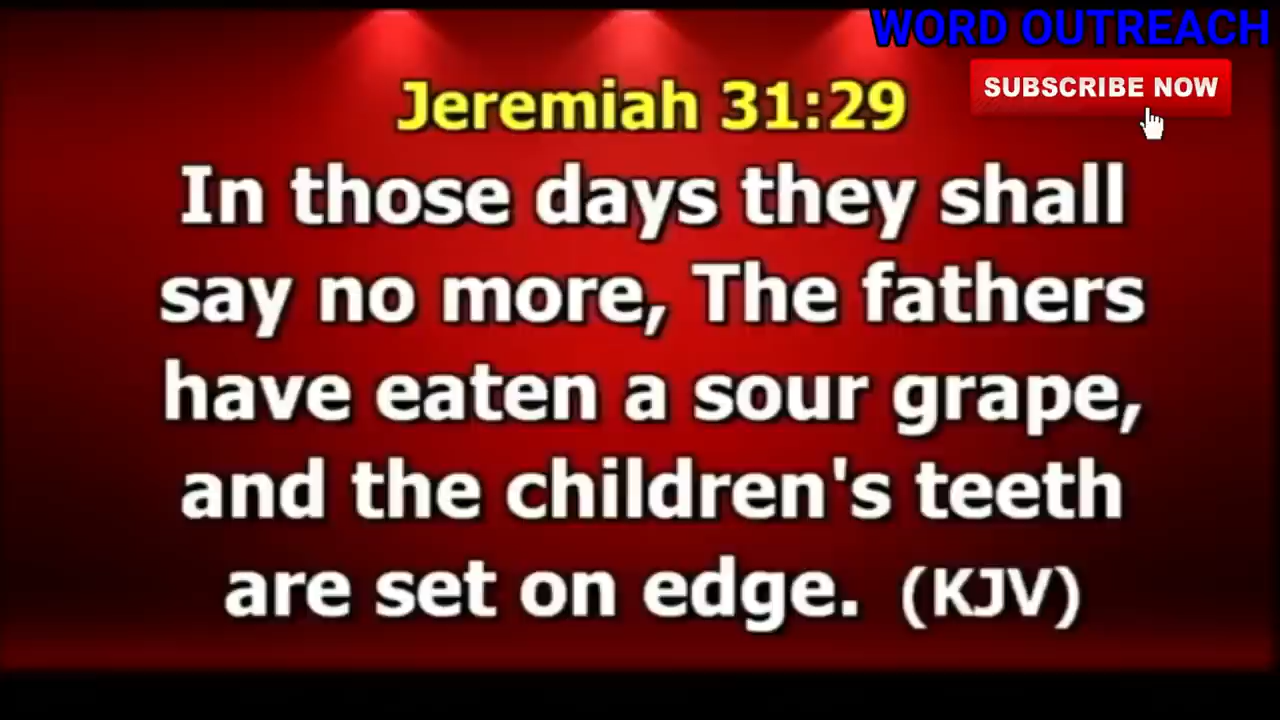 WORD OUTREACH
SUBSCRIBE NOW
Jeremiah 31:29
In those days they shall
say no more, The fathers
have eaten a sour grape,
and the children's teeth
are set on edge. (KJV)